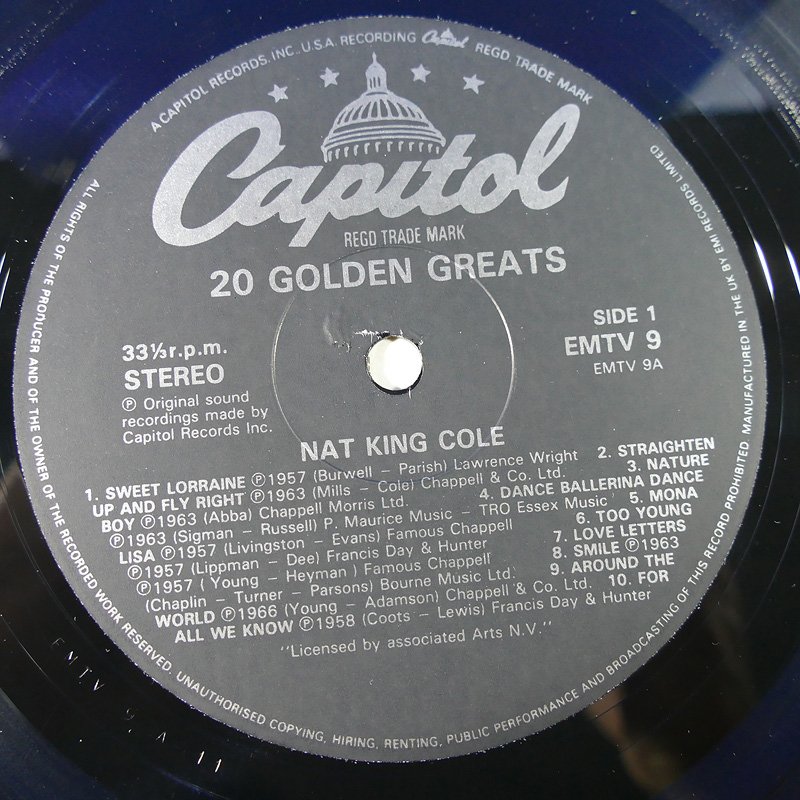 A CAPITOL RECORDS, INC., U.S.A. RECORDING Capitol REGD. TRADE MARK
Capitol
REGD TRADE MARK
20 GOLDEN GREATS
33⅓r.p.m.
STEREO
℗ Original sound
recordings made by
Capitol Records Inc.
SIDE 1
EMTV 9
EMTV 9A
NAT KING COLE
1. SWEET LORRAINE ℗1957 (Burwell – Parish) Lawrence Wright 2. STRAIGHTEN
UP AND FLY RIGHT ℗1963 (Mills – Cole) Chappell & Co. Ltd. 3. NATURE
BOY ℗1963 (Abba) Chappell Morris Ltd. 4. DANCE BALLERINA DANCE
℗1963 (Sigman – Russell) P. Maurice Music – TRO Essex Music 5. MONA
LISA ℗1957 (Livingston – Evans) Famous Chappell 6. TOO YOUNG
℗1957 (Lippman – Dee) Francis Day & Hunter 7. LOVE LETTERS
℗1957 ( Young – Heyman ) Famous Chappell 8. SMILE ℗1963
(Chaplin – Turner – Parsons) Bourne Music Ltd. 9. AROUND THE
WORLD ℗1966 (Young – Adamson) Chappell & Co. Ltd. 10. FOR
ALL WE KNOW ℗1958 (Coots – Lewis) Francis Day & Hunter
"Licensed by associated Arts N.V."
ALL RIGHTS OF THE PRODUCER AND OF THE OWNER OF THE RECORDED WORK RESERVED. UNAUTHORISED COPYING, HIRING, RENTING, PUBLIC PERFORMANCE AND BROADCASTING OF THIS RECORD PROHIBITED. MANUFACTURED IN THE UK BY EMI RECORDS LIMITED
EMTV 9 A 11